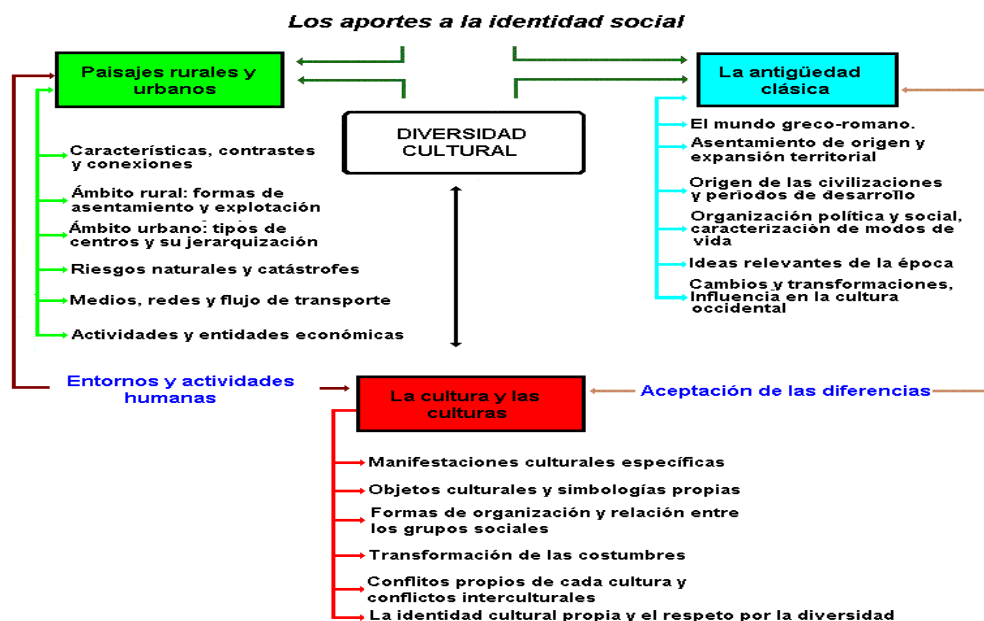 Los aportes a la identidad social
Paisajes rurales y
urbanos
La antigüedad
clásica
DIVERSIDAD
CULTURAL
Características, contrastes
y conexiones
Ámbito rural: formas de
asentamiento y explotación
Ámbito urbano: tipos de
centros y su jerarquización
Riesgos naturales y catástrofes
Medios, redes y flujo de transporte
Actividades y entidades económicas
El mundo greco-romano.
Asentamiento de origen y
expansión territorial
Origen de las civilizaciones
y períodos de desarrollo
Organización política y social,
caracterización de modos de
vida
Ideas relevantes de la época
Cambios y transformaciones,
Influencia en la cultura
occidental
Entornos y actividades
humanas
La cultura y las
culturas
Aceptación de las diferencias
Manifestaciones culturales específicas
Objetos culturales y simbologías propias
Formas de organización y relación entre
los grupos sociales
Transformación de las costumbres
Conflitos propios de cada cultura y
conflictos interculturales
La identidad cultural propia y el respeto por la diversidad